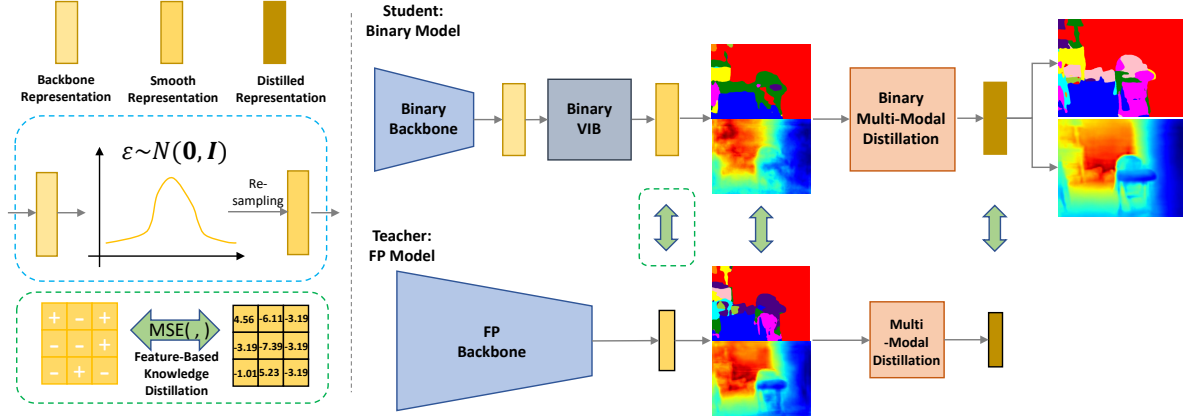 Backbone
Representation
Smooth
Representation
Distilled
Representation
ε~N(0, I)
Re-
sampling
+ − +
− − +
− + −
MSE( , )
Feature-Based
Knowledge
Distillation
4.56 -6.11 -3.19
-3.19 -7.39 -3.19
-1.01 5.23 -3.19
Student:
Binary Model
Binary
Backbone
Binary
VIB
Binary
Multi-Modal
Distillation
Teacher:
FP Model
FP
Backbone
Multi
-Modal
Distillation